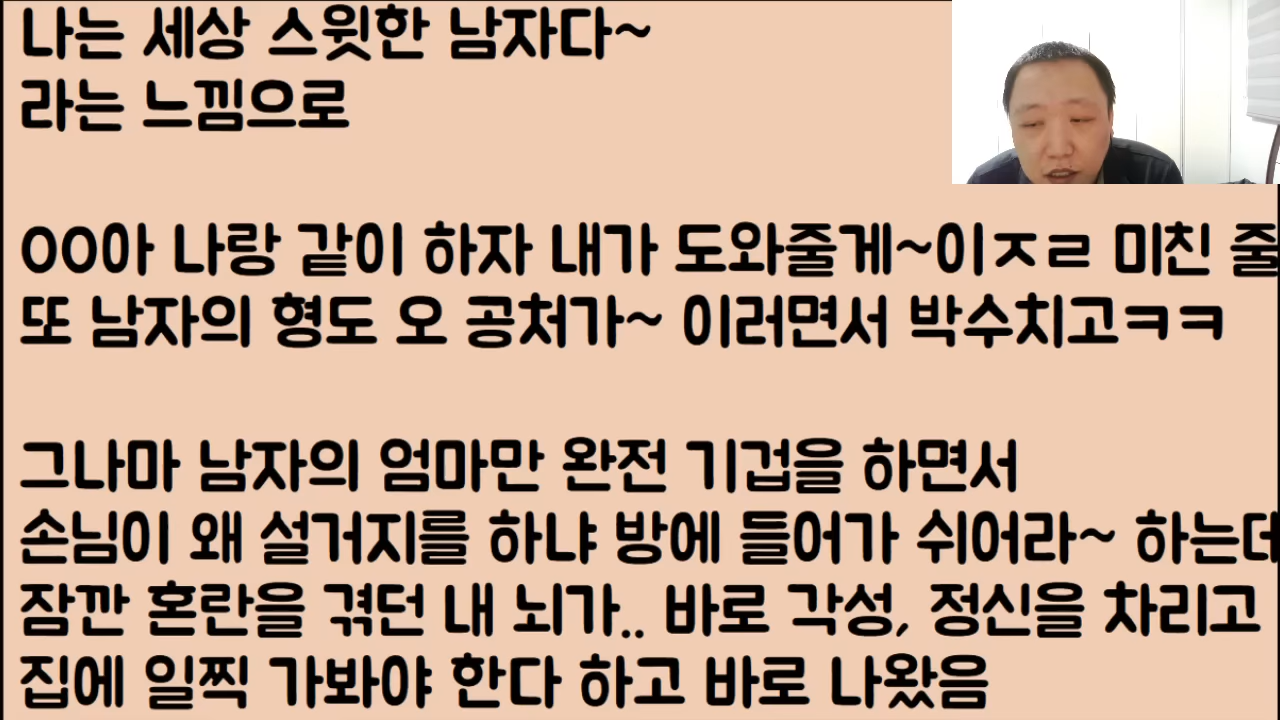 나는 세상 스윗한 남자다~
라는 느낌으로
OO아 나랑 같이 하자 내가 도와줄게~이ㅈㄹ 미친 줄
또 남자의 형도 오 공처가~ 이러면서 박수치고ㅋㅋ
그나마 남자의 엄마만 완전 기겁을 하면서
손님이 왜 설거지를 하냐 방에 들어가 쉬어라~ 하는데
잠깐 혼란을 겪던 내 뇌가.. 바로 각성, 정신을 차리고
집에 일찍 가봐야 한다 하고 바로 나왔음